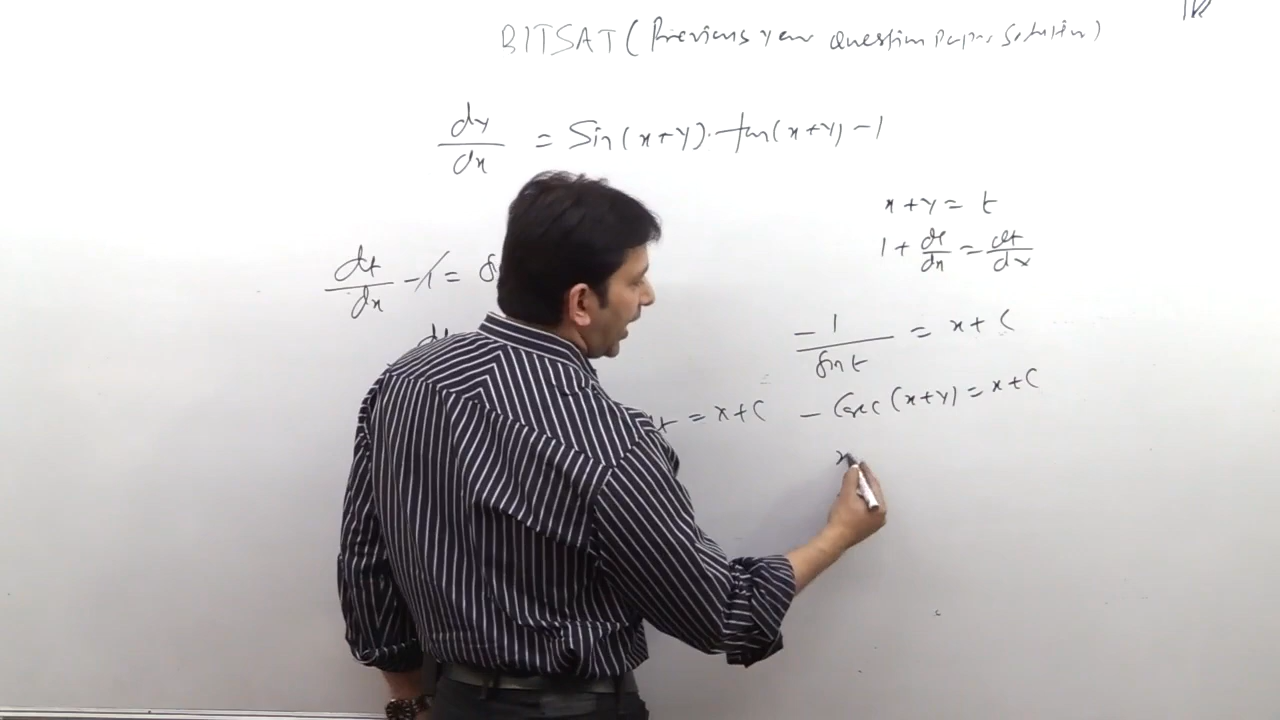 BITSAT (Previous year question paper solution)
dy/dx = Sin(x+y).tan(x+y) -1
x+y = t
1 + dy/dx = dt/dx
dt/dx -1 =
-1/sin t = x+c
= x+c
- Cosec(x+y) = x+c
x